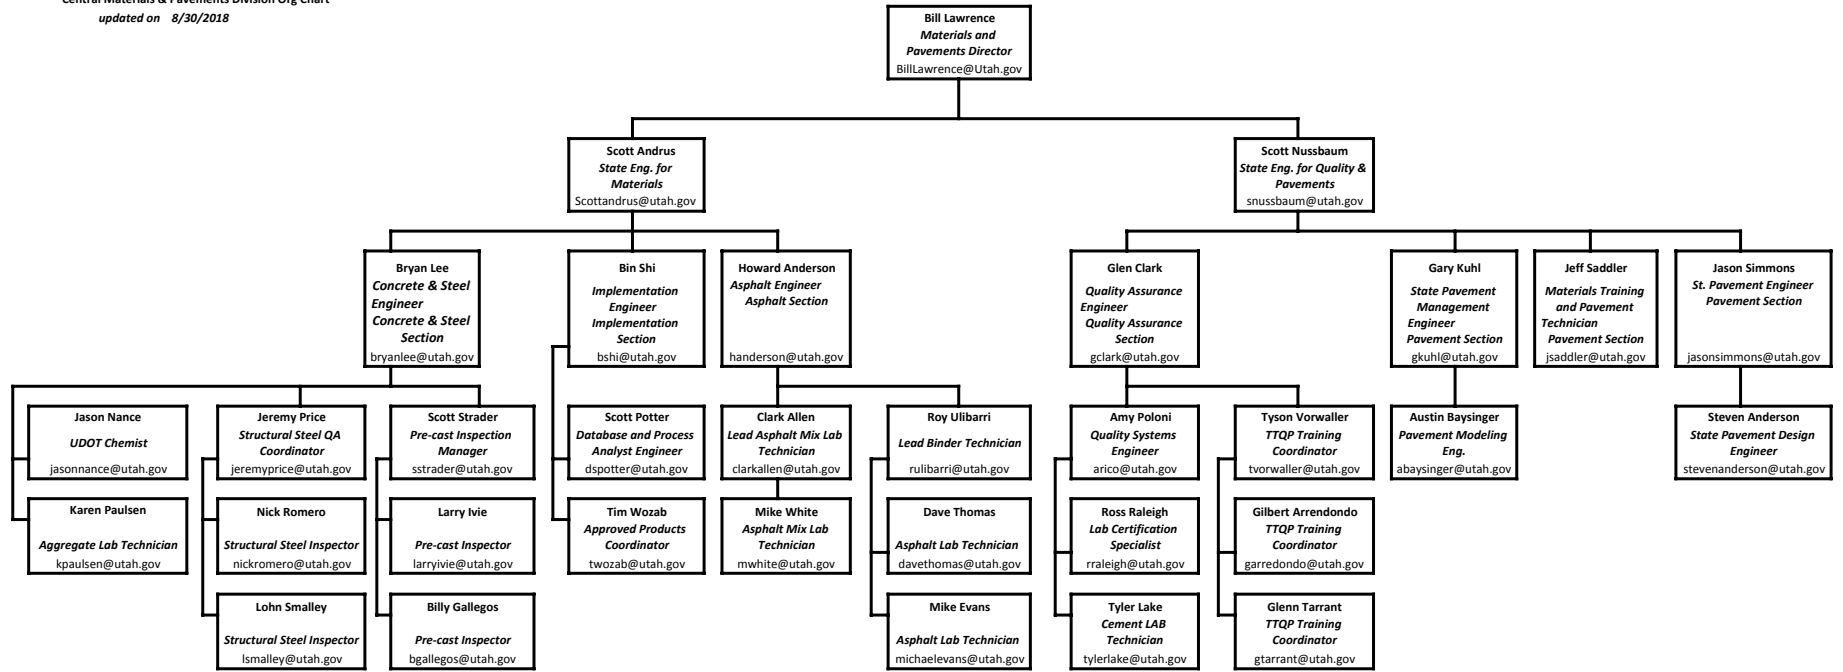 Central Materials & Pavements Division Org Chart
updated on 8/30/2018
Bill Lawrence
Materials and
Pavements Director
BillLawrence@Utah.gov
Scott Andrus
State Eng. for
Materials
Scottandrus@utah.gov
Scott Nussbaum
State Eng. for Quality &
Pavements
snussbaum@utah.gov
Bryan Lee
Concrete & Steel
Engineer
Concrete & Steel
Section
bryanlee@utah.gov
Bin Shi
Implementation
Engineer
Implementation
Section
bshi@utah.gov
Howard Anderson
Asphalt Engineer
Asphalt Section
handerson@utah.gov
Glen Clark
Quality Assurance
Engineer
Quality Assurance
Section
gclark@utah.gov
Gary Kuhl
State Pavement
Management
Engineer
Pavement Section
gkuhl@utah.gov
Jeff Saddler
Materials Training
and Pavement
Technician
Pavement Section
jsaddler@utah.gov
Jason Simmons
St. Pavement Engineer
Pavement Section
jasonsimmons@utah.gov
Jason Nance
UDOT Chemist
jasonnance@utah.gov
Jeremy Price
Structural Steel QA
Coordinator
jeremyprice@utah.gov
Scott Strader
Pre-cast Inspection
Manager
sstrader@utah.gov
Scott Potter
Database and Process
Analyst Engineer
dspotter@utah.gov
Clark Allen
Lead Asphalt Mix Lab
Technician
clarkallen@utah.gov
Roy Ulibarri
Lead Binder Technician
rulibarri@utah.gov
Amy Poloni
Quality Systems
Engineer
arico@utah.gov
Tyson Vorwaller
TTQP Training
Coordinator
tvorwaller@utah.gov
Austin Baysinger
Pavement Modeling
Eng.
abaysinger@utah.gov
Steven Anderson
State Pavement Design
Engineer
stevenanderson@utah.gov
Karen Paulsen
Aggregate Lab Technician
kpaulsen@utah.gov
Nick Romero
Structural Steel Inspector
nickromero@utah.gov
Larry Ivie
Pre-cast Inspector
larryivie@utah.gov
Tim Wozab
Approved Products
Coordinator
twozab@utah.gov
Mike White
Asphalt Mix Lab
Technician
mwhite@utah.gov
Dave Thomas
Asphalt Lab Technician
davethomas@utah.gov
Ross Raleigh
Lab Certification
Specialist
rraleigh@utah.gov
Gilbert Arrendondo
TTQP Training
Coordinator
garredondo@utah.gov
Lohn Smalley
Structural Steel Inspector
lsmalley@utah.gov
Billy Gallegos
Pre-cast Inspector
bgallegos@utah.gov
Mike Evans
Asphalt Lab Technician
michaelevans@utah.gov
Tyler Lake
Cement LAB
Technician
tylerlake@utah.gov
Glenn Tarrant
TTQP Training
Coordinator
gtarrant@utah.gov